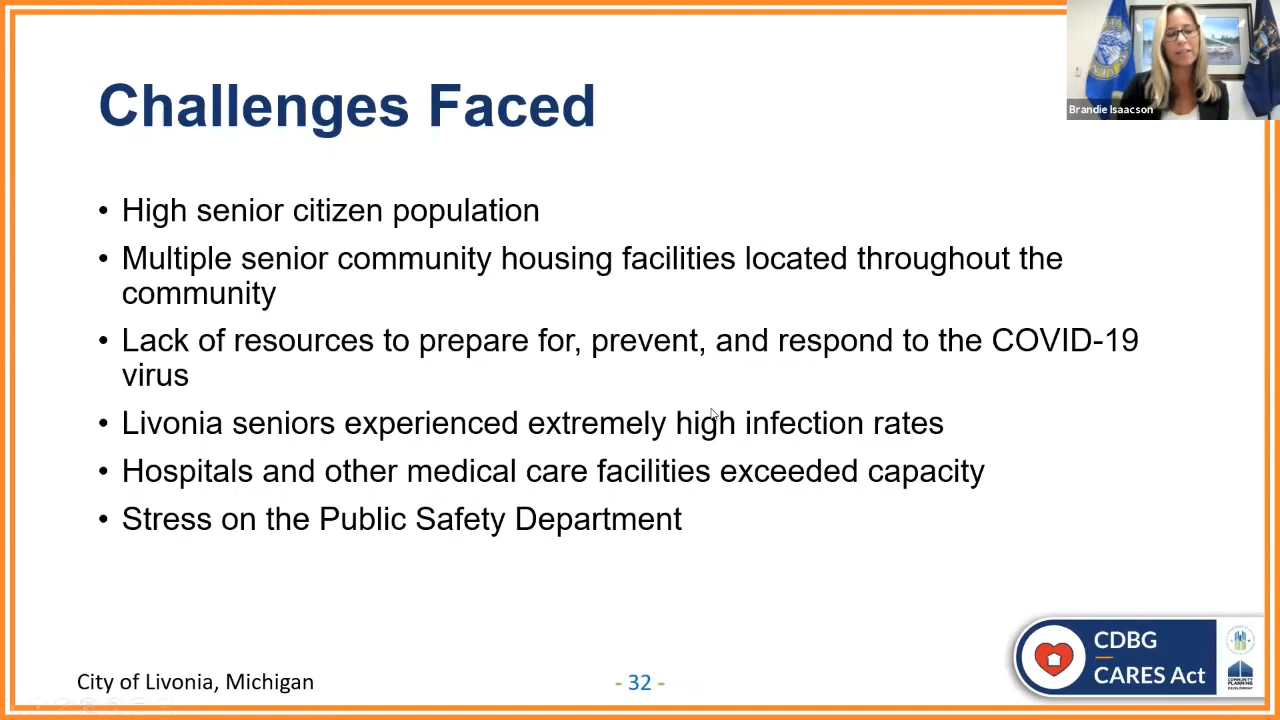 Brandie Isaacson
Challenges Faced
• High senior citizen population
• Multiple senior community housing facilities located throughout the
community
• Lack of resources to prepare for, prevent, and respond to the COVID-19
virus
• Livonia seniors experienced extremely high infection rates
• Hospitals and other medical care facilities exceeded capacity
• Stress on the Public Safety Department
CDBG
CARES Act
COMMUNITY
PLANNING
DEVELOPMENT
City of Livonia, Michigan
- 32 -